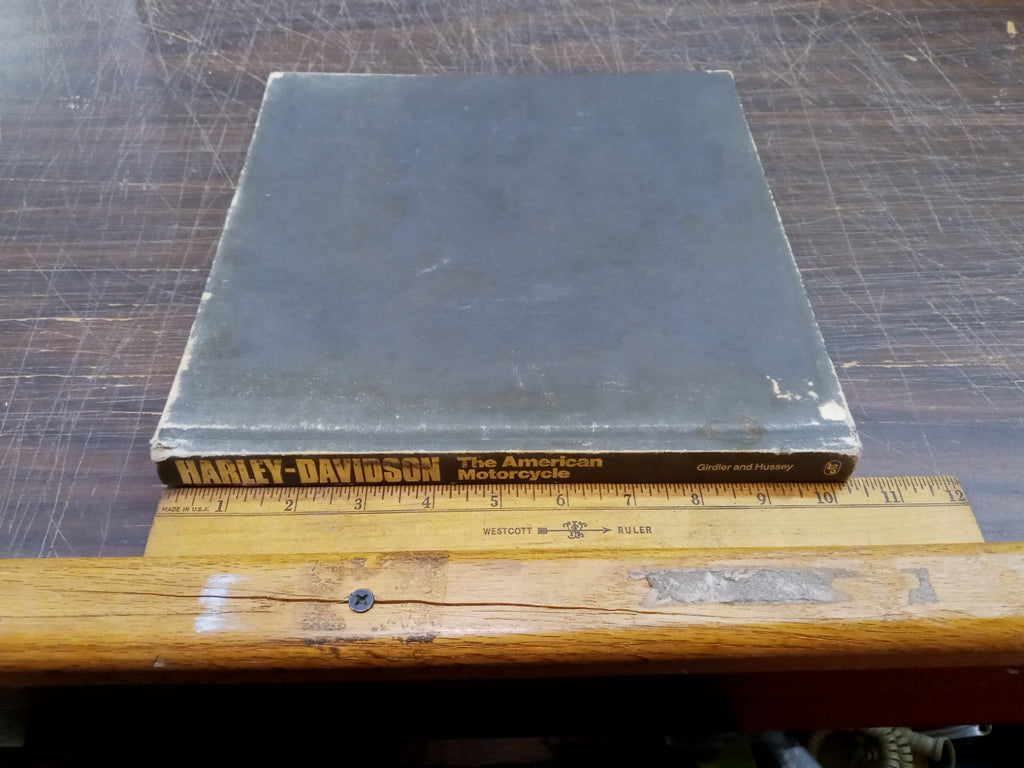 HARLEY-DAVIDSON
The American
Motorcycle
Girdler and Hussey
1 2 3 4 5 6 7 8 9 10 11 12
MADE IN U.S.A.
WESTCOTT RULER